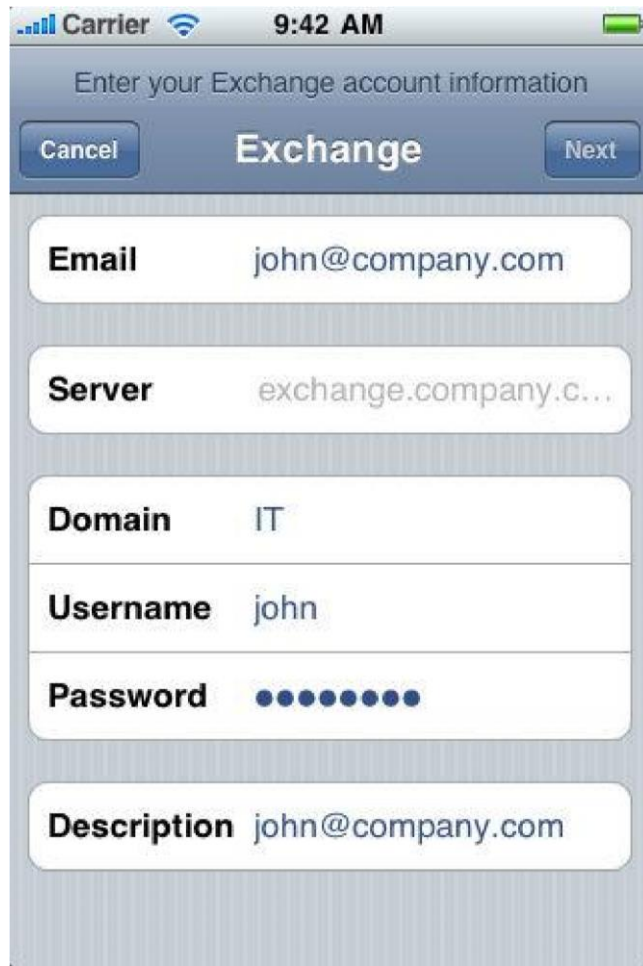 Carrier 9:42 AM
Enter your Exchange account information
Cancel Exchange Next
Email john@company.com
Server exchange.company.c...
Domain IT
Username john
Password ●●●●●●●●
Description john@company.com